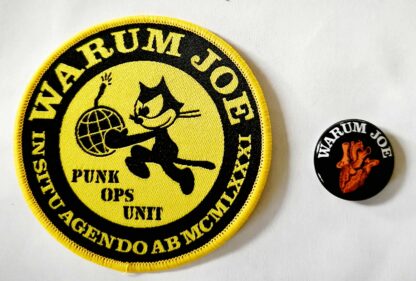 WARUM JOE
PUNK
OPS
UNIT
IN SITU AGENDO AB MCMLXXXI
WARUM JOE